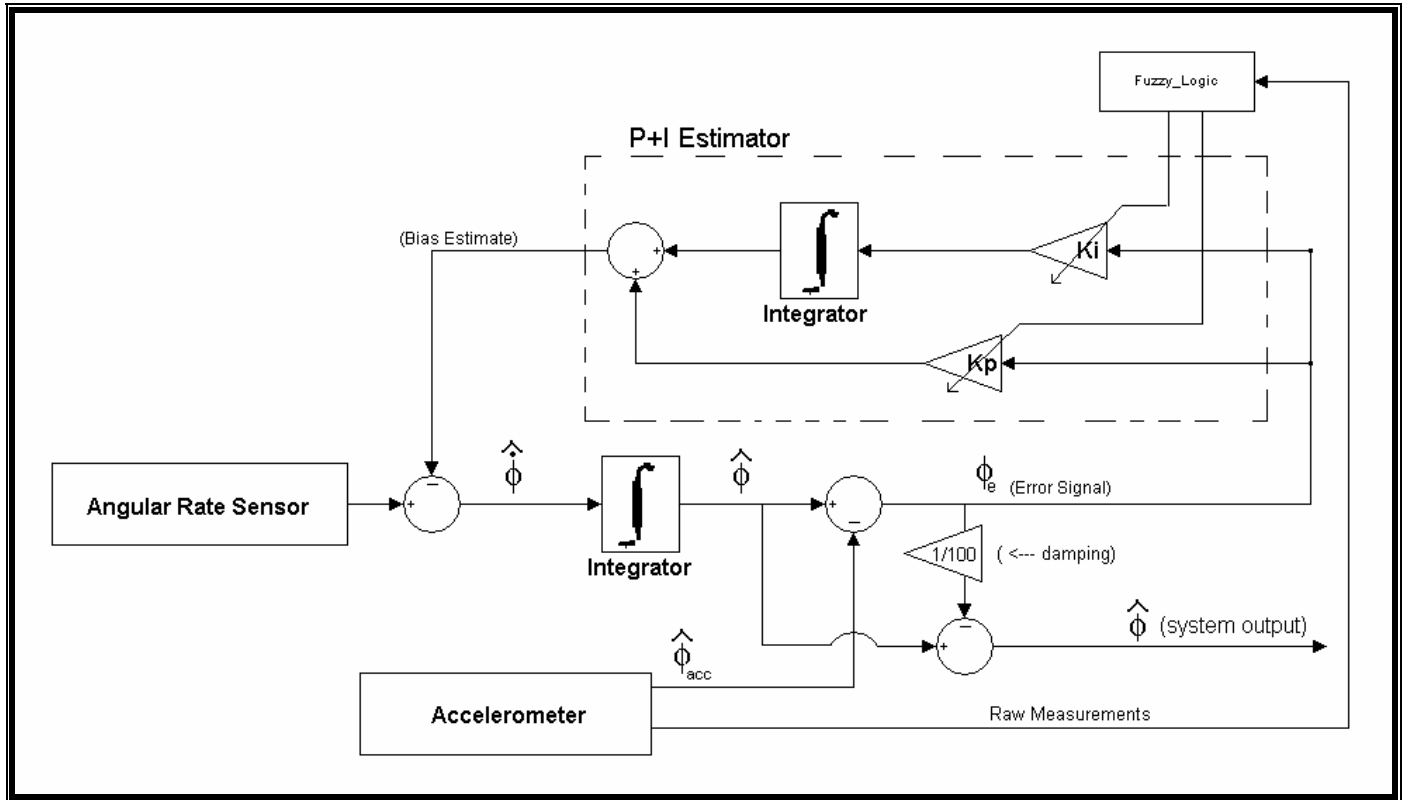 Fuzzy_Logic
P+I Estimator
(Bias Estimate)
+
+
Ki
Integrator
Kp
Angular Rate Sensor
−
+
ϕ̇̂
Integrator
ϕ̂
+
−
ϕe (Error Signal)
1/100
( <--- damping)
−
+
ϕ̂ (system output)
ϕ̂acc
Accelerometer
Raw Measurements